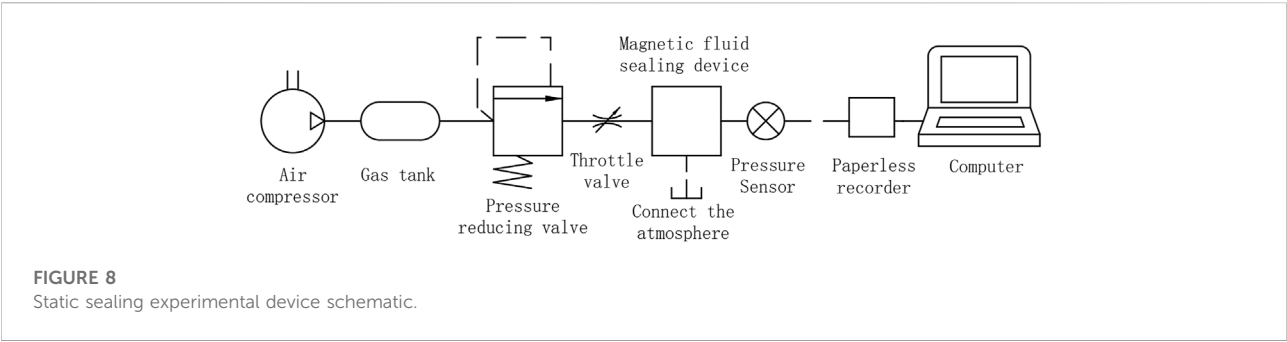 Magnetic fluid
sealing device
Air
compressor
Gas tank
Pressure
reducing valve
Throttle
valve
Connect the
atmosphere
Pressure
Sensor
Paperless
recorder
Computer
FIGURE 8
Static sealing experimental device schematic.